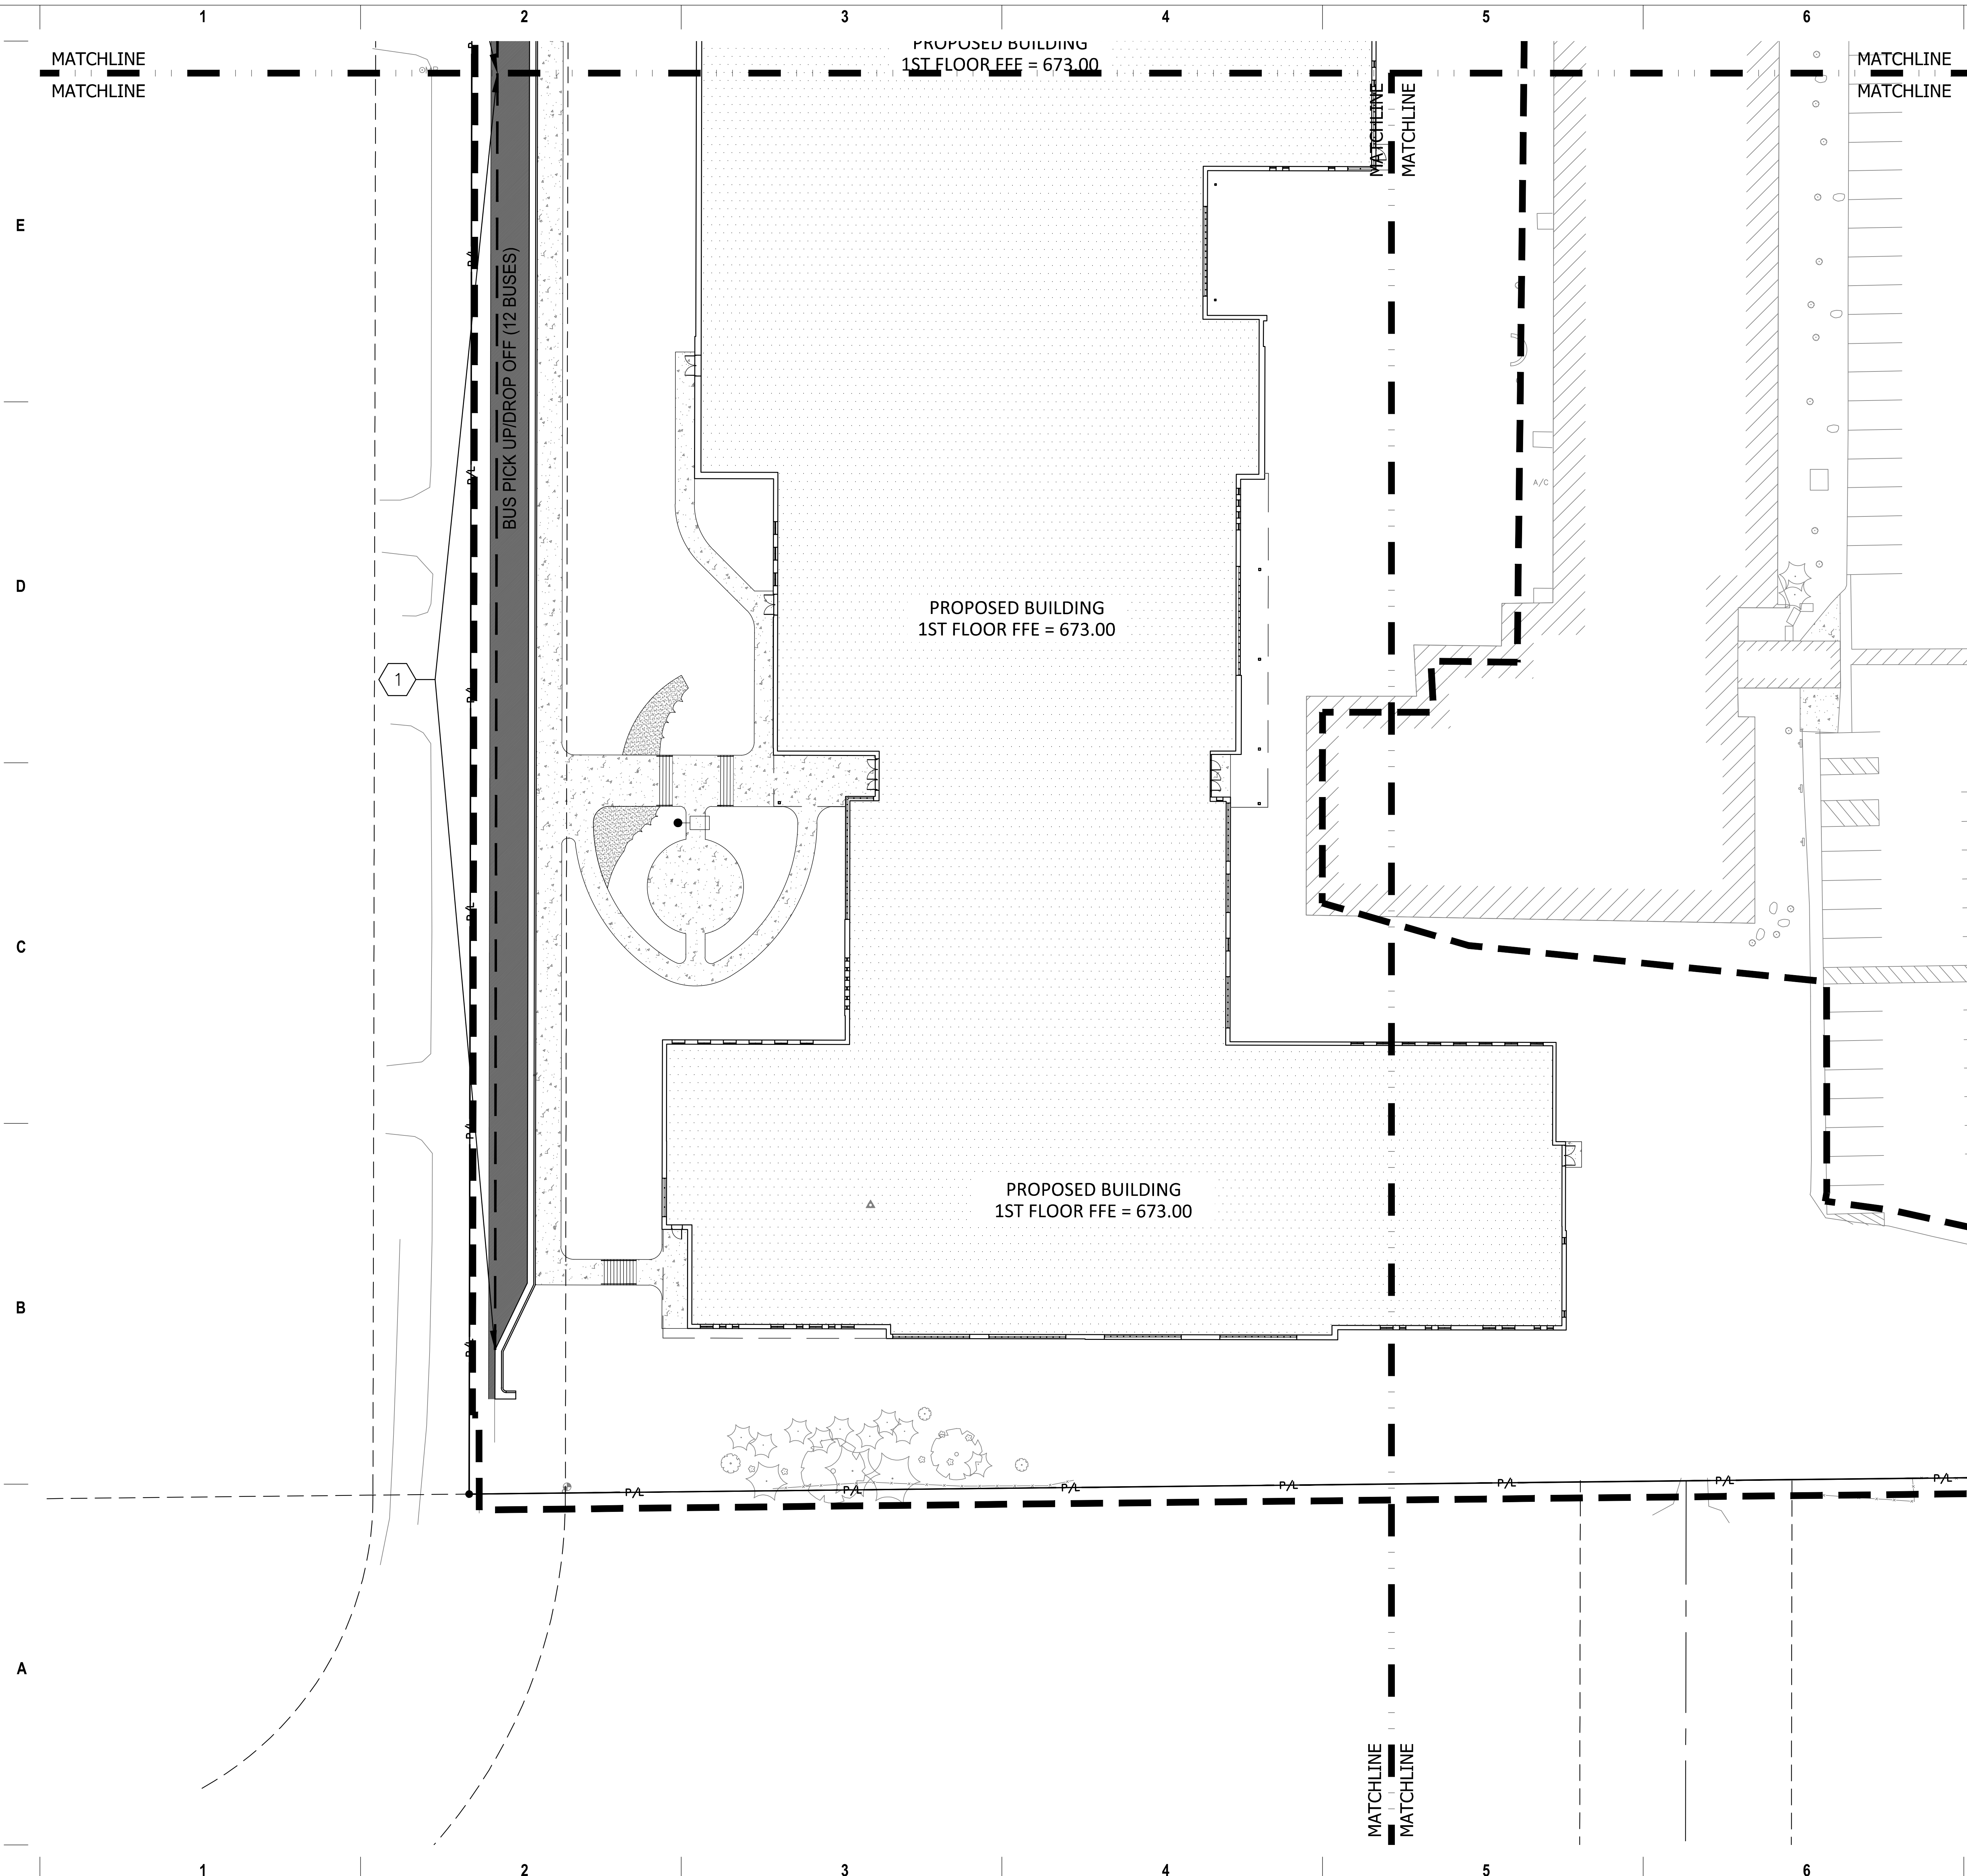 1 2 3 4 5 6
PROPOSED BUILDING
1ST FLOOR FFE = 673.00
MATCHLINE
MATCHLINE
MATCHLINE
MATCHLINE
MATCHLINE
MATCHLINE
E
P/L
BUS PICK UP/DROP OFF (12 BUSES)
P/L
A/C
D
PROPOSED BUILDING
1ST FLOOR FFE = 673.00
1
P/L
P/L
C
P/L
PROPOSED BUILDING
1ST FLOOR FFE = 673.00
B
P/L
P/L
P/L
P/L
P/L
P/L
P/L
P/L
A
MATCHLINE
MATCHLINE
1 2 3 4 5 6